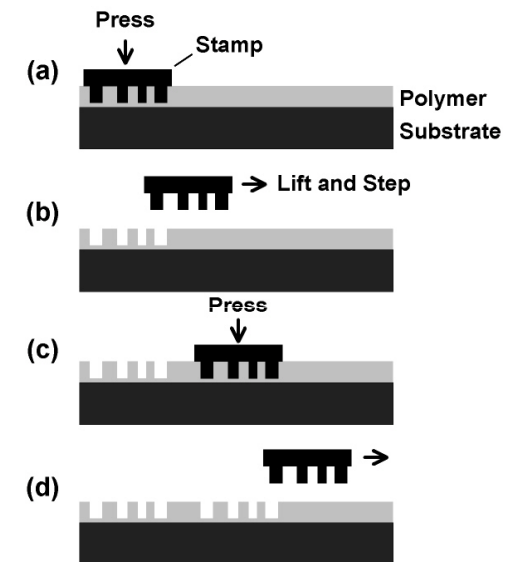 Press
Stamp
(a)
Polymer
Substrate
Lift and Step
(b)
Press
(c)
(d)